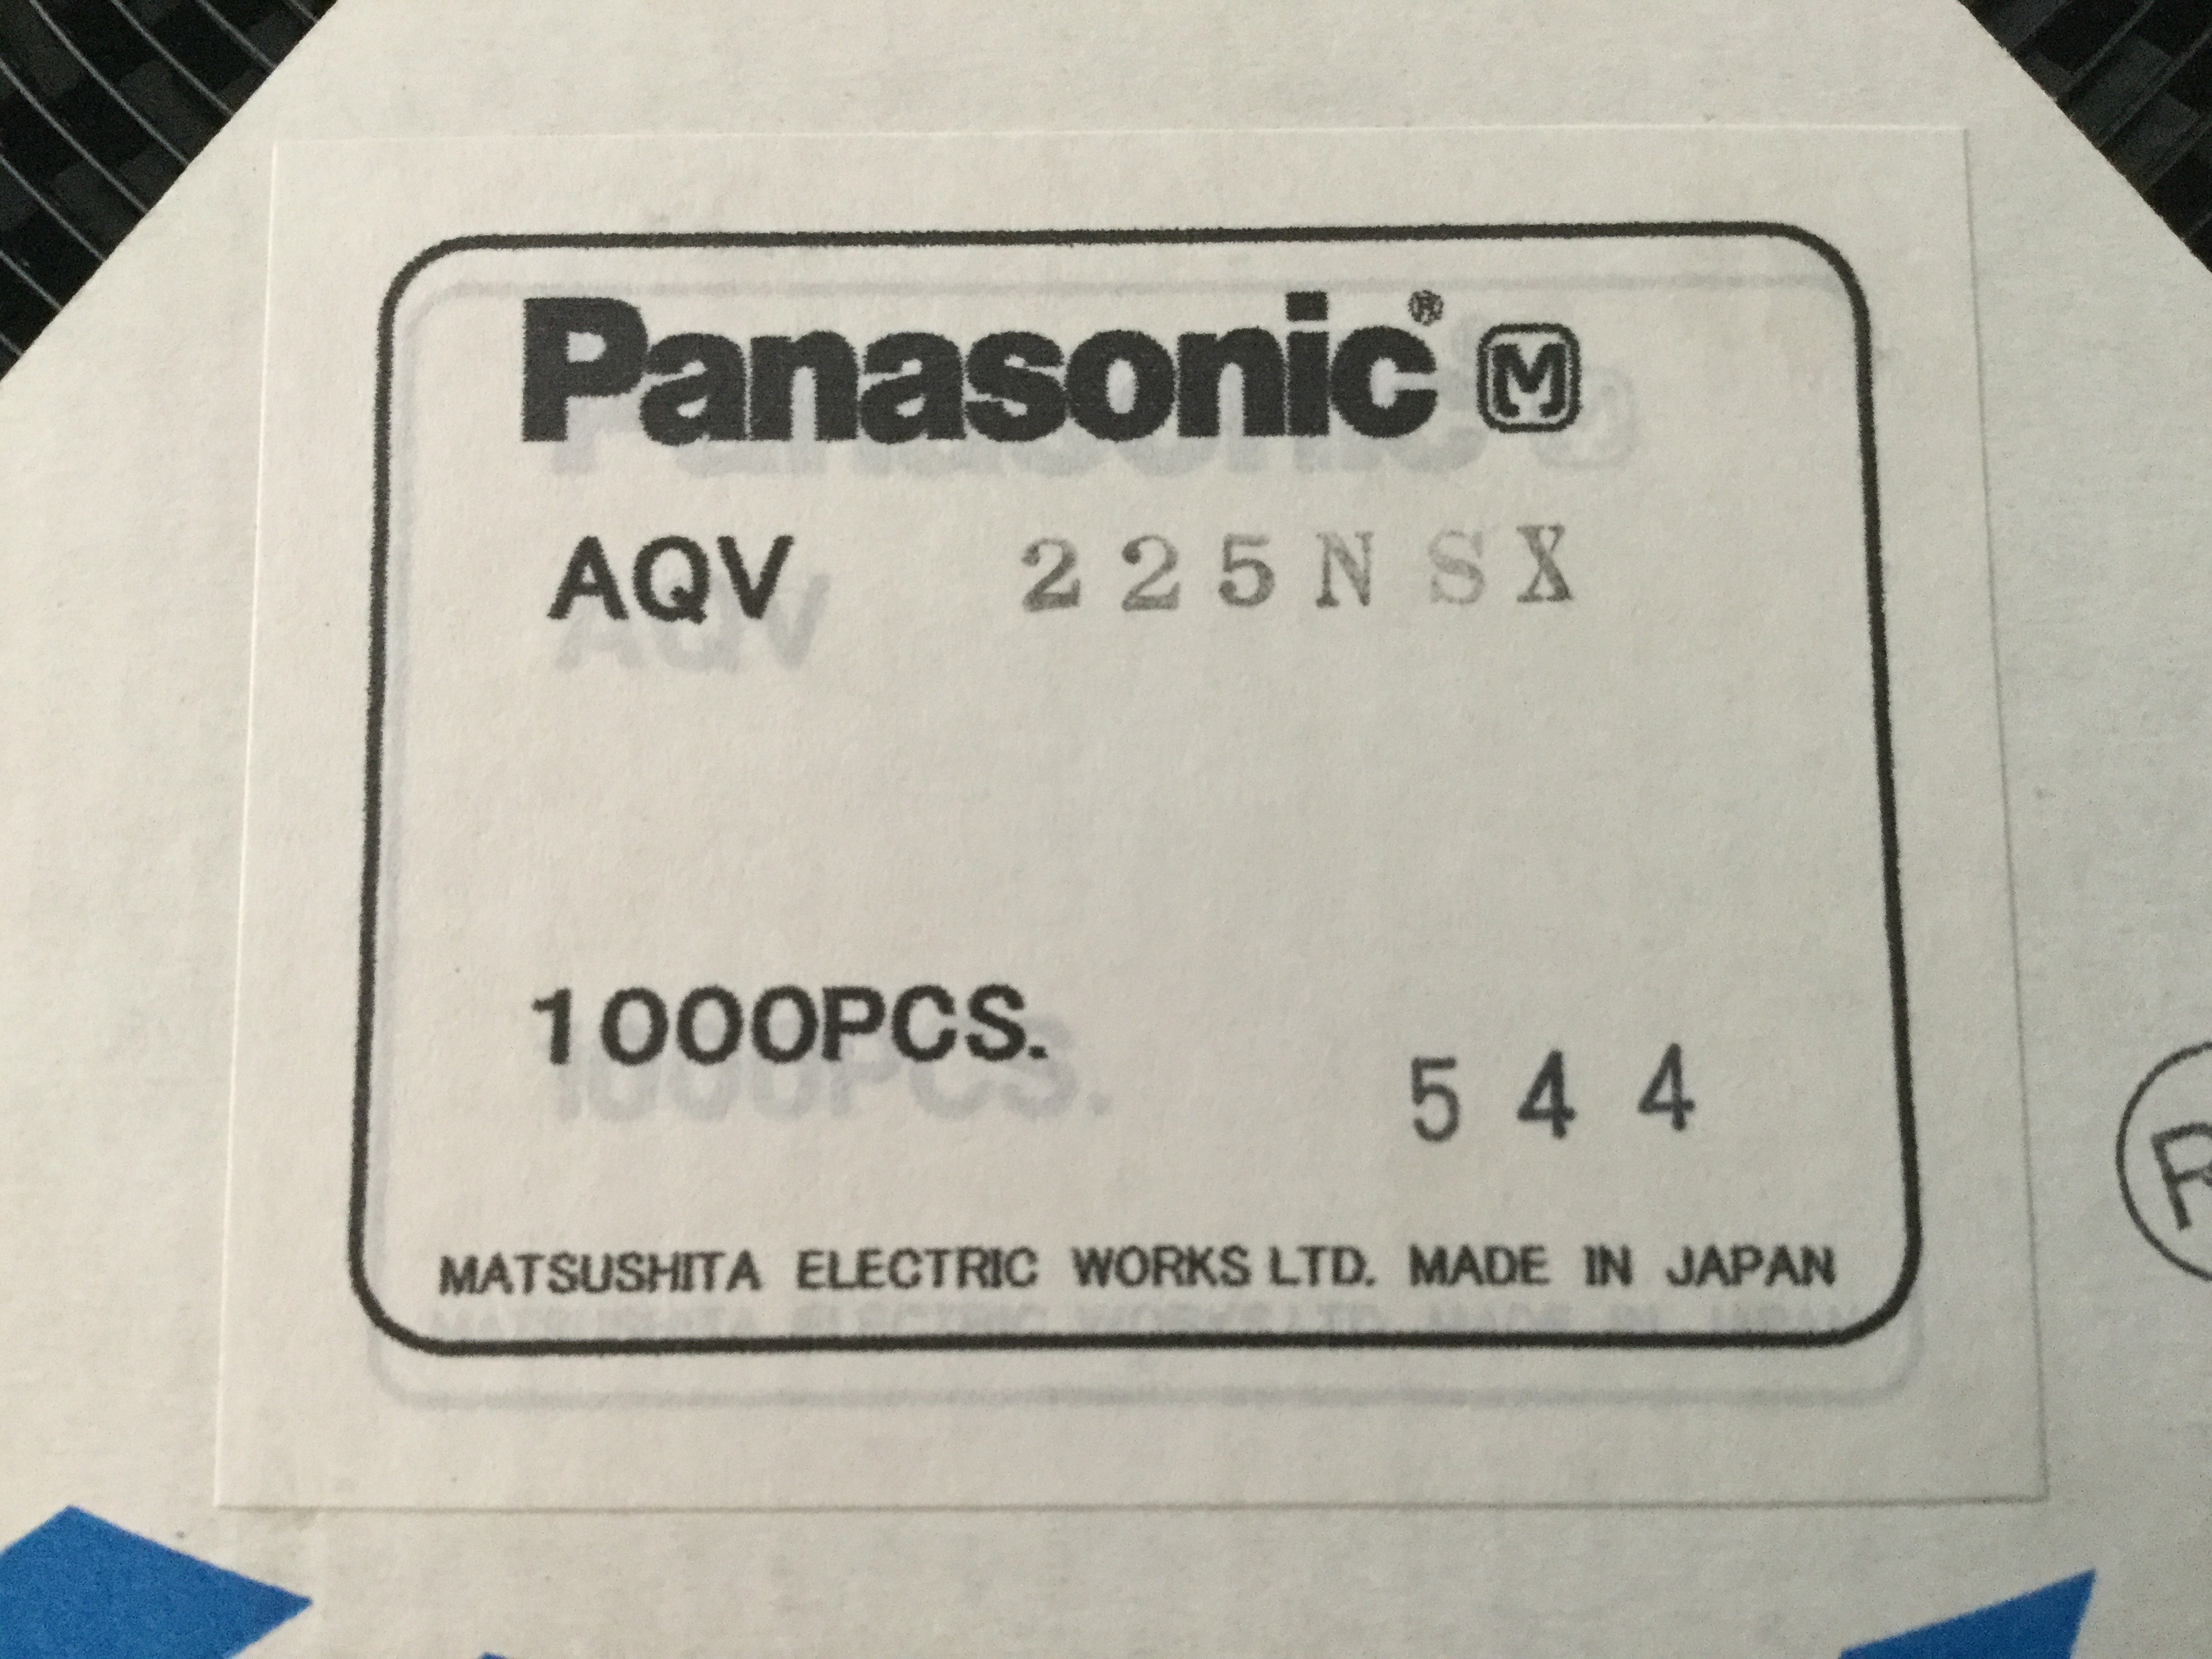 Panasonic® M
AQV 225NSX
1000PCS.
544
MATSUSHITA ELECTRIC WORKS LTD. MADE IN JAPAN
R